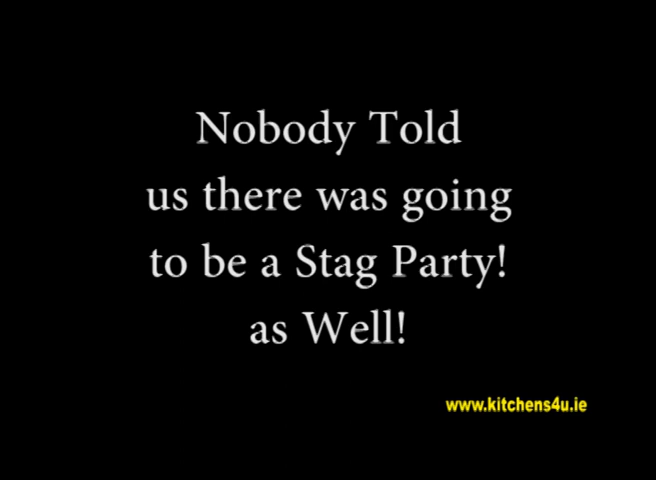 Nobody Told
us there was going
to be a Stag Party!
as Well!
www.kitchens4u.ie